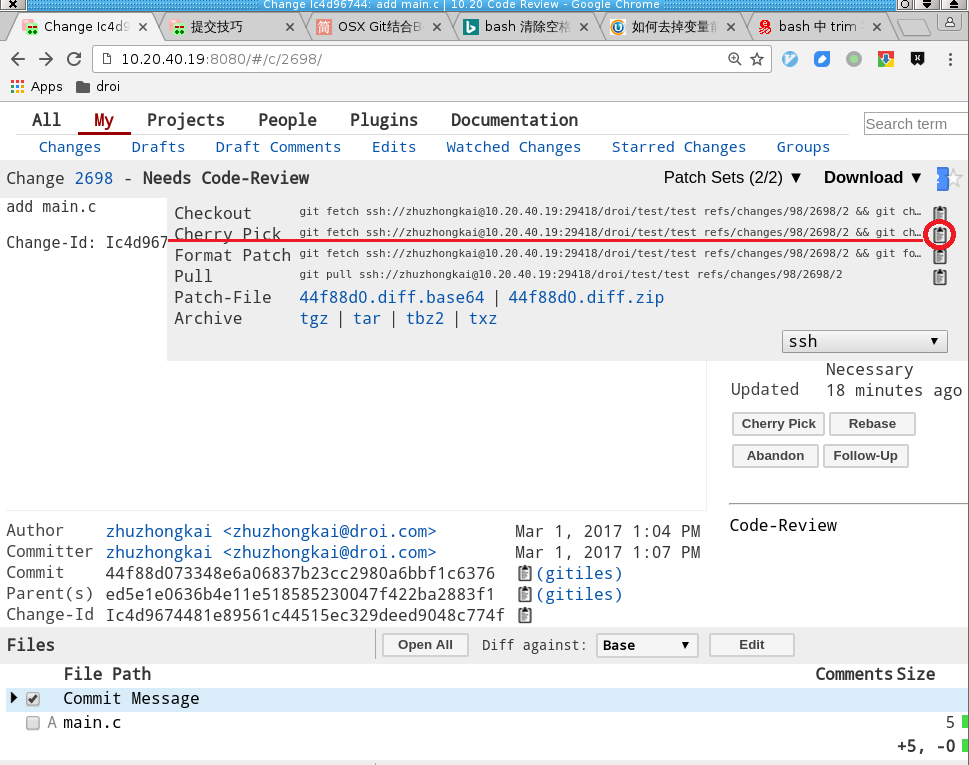 Change Ic4d96744: add main.c | 10.20 Code Review - Google Chrome
Change Ic4d9
提交技巧
OSX Git结合B
bash 清除空格
如何去掉变量前
bash 中 trim
10.20.40.19:8080/#/c/2698/
Apps droi
All My Projects People Plugins Documentation
Search term
Changes Drafts Draft Comments Edits Watched Changes Starred Changes Groups
Change 2698 - Needs Code-Review Patch Sets (2/2) ▼ Download ▼
add main.c
Change-Id: Ic4d967
Checkout git fetch ssh://zhuzhongkai@10.20.40.19:29418/droi/test/test refs/changes/98/2698/2 && git ch…
Cherry Pick git fetch ssh://zhuzhongkai@10.20.40.19:29418/droi/test/test refs/changes/98/2698/2 && git ch…
Format Patch git fetch ssh://zhuzhongkai@10.20.40.19:29418/droi/test/test refs/changes/98/2698/2 && git fo…
Pull git pull ssh://zhuzhongkai@10.20.40.19:29418/droi/test/test refs/changes/98/2698/2
Patch-File 44f88d0.diff.base64 | 44f88d0.diff.zip
Archive tgz | tar | tbz2 | txz
ssh ▼
Necessary
Updated 18 minutes ago
Cherry Pick Rebase
Abandon Follow-Up
Code-Review
Author zhuzhongkai <zhuzhongkai@droi.com> Mar 1, 2017 1:04 PM
Committer zhuzhongkai <zhuzhongkai@droi.com> Mar 1, 2017 1:07 PM
Commit 44f88d073348e6a06837b23cc2980a6bbf1c6376 (gitiles)
Parent(s) ed5e1e0636b4e11e518585230047f422ba2883f1 (gitiles)
Change-Id Ic4d9674481e89561c44515ec329deed9048c774f
Files Open All Diff against: Base ▼ Edit
File Path Comments Size
Commit Message
A main.c 5
+5, -0